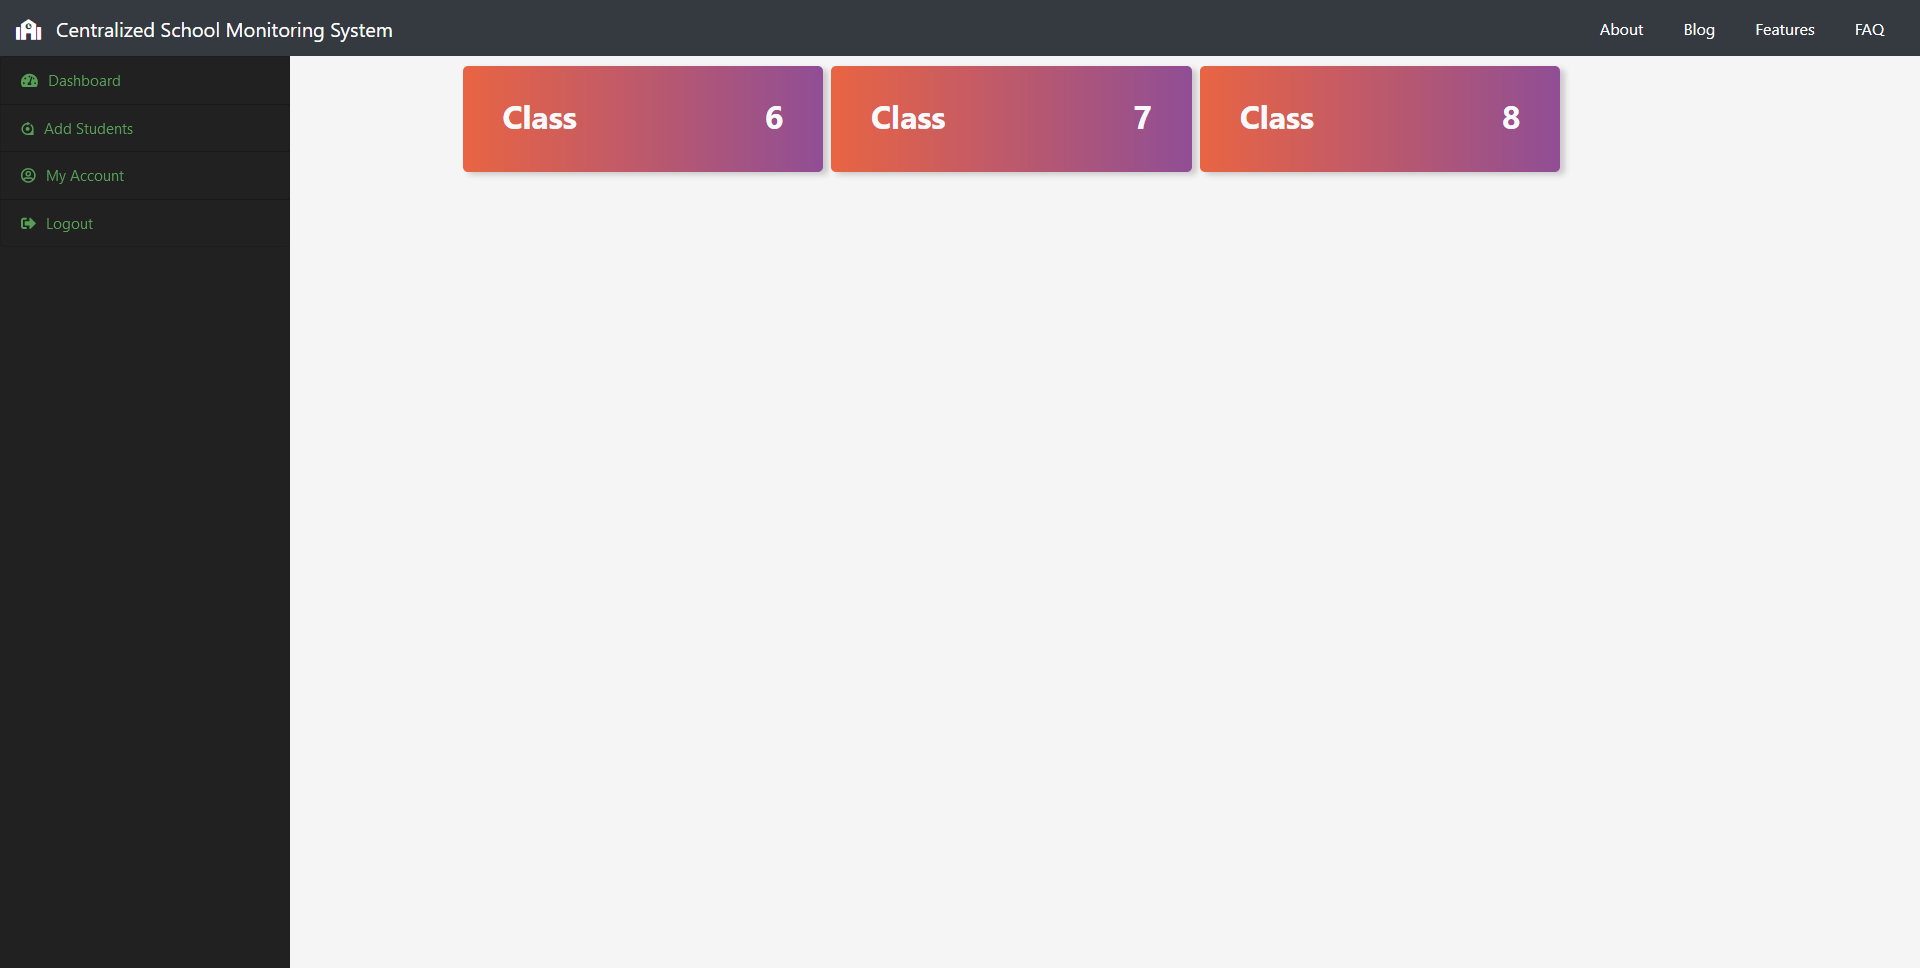 Centralized School Monitoring System
About Blog Features FAQ
Dashboard
Add Students
My Account
Logout
Class 6
Class 7
Class 8